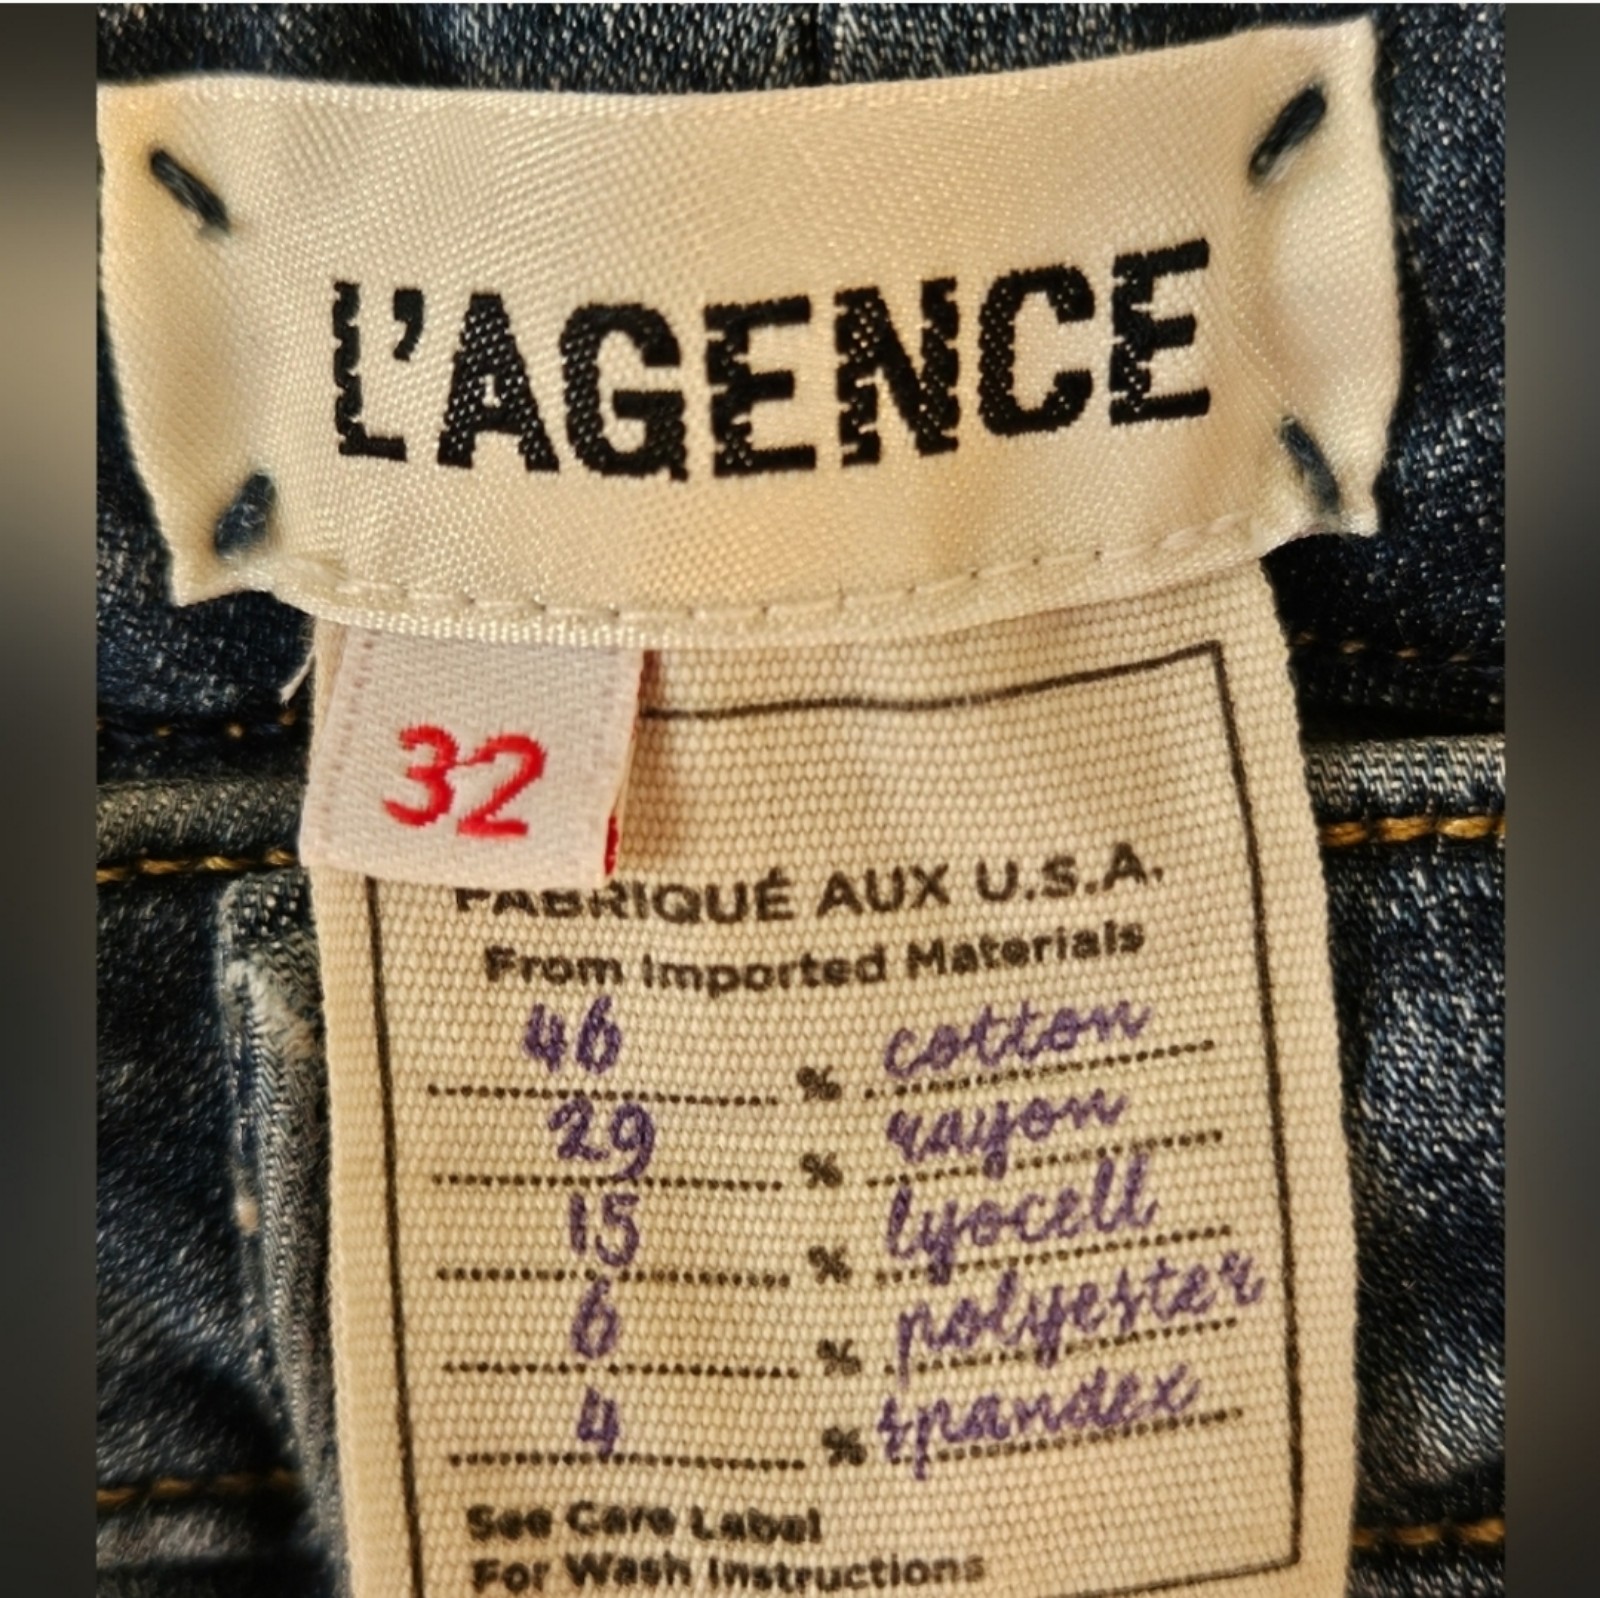 L'AGENCE
32
FABRIQUÉ AUX U.S.A.
From Imported Materials
46 % cotton
29 % rayon
15 % lyocell
6 % polyester
4 % spandex
See Care Label
For Wash Instructions